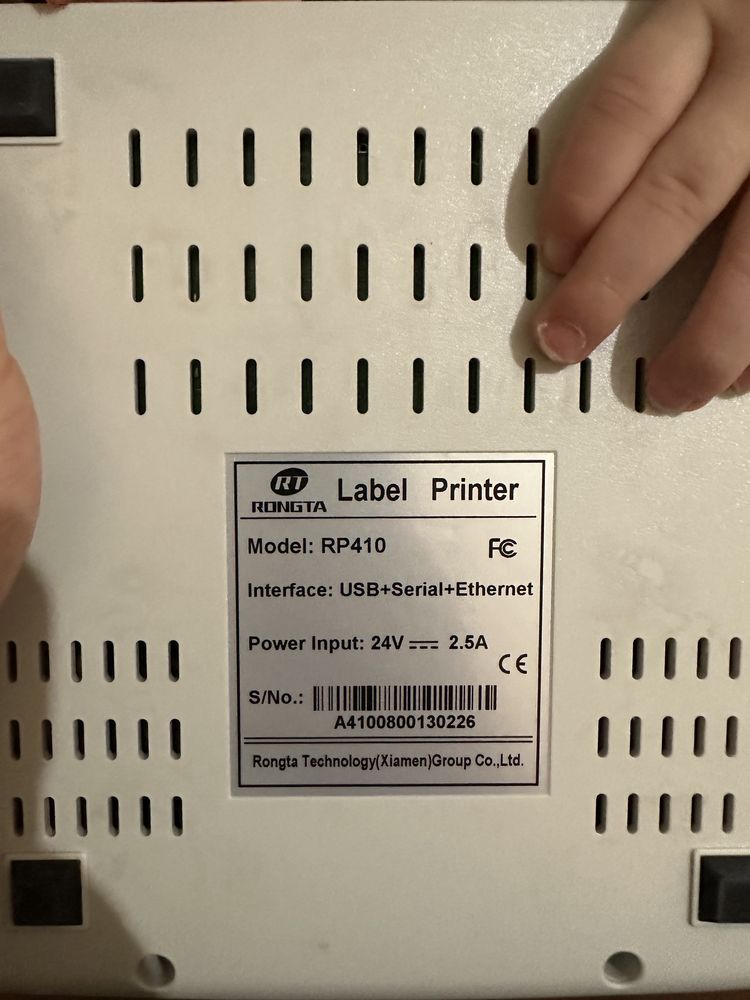 RT
RONGTA
Label Printer
Model: RP410
FC
Interface: USB+Serial+Ethernet
Power Input: 24V⎓ 2.5A
CE
S/No.:
A4100800130226
Rongta Technology(Xiamen)Group Co.,Ltd.